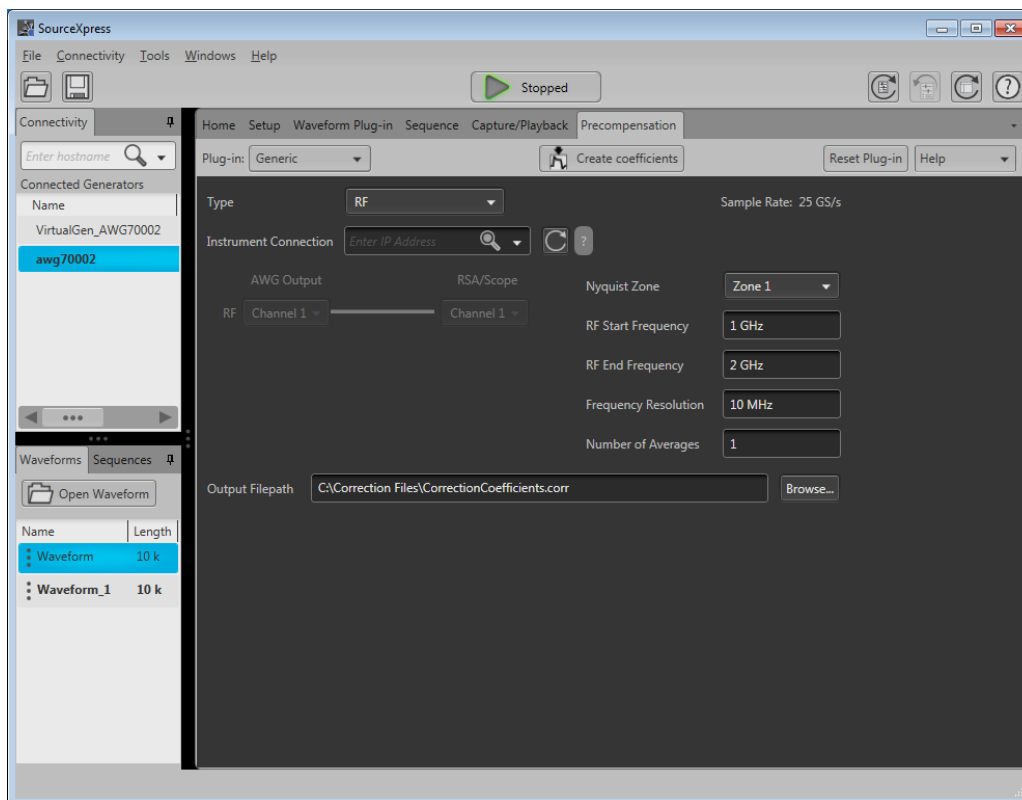 SourceXpress
File Connectivity Tools Windows Help
Stopped
?
Connectivity
Enter hostname
Connected Generators
Name
VirtualGen_AWG70002
awg70002
Home Setup Waveform Plug-in Sequence Capture/Playback Precompensation
Plug-in: Generic Create coefficients Reset Plug-in Help
Type RF Sample Rate: 25 GS/s
Instrument Connection Enter IP Address ?
AWG Output RSA/Scope
RF Channel 1 Channel 1
Nyquist Zone Zone 1
RF Start Frequency 1 GHz
RF End Frequency 2 GHz
Frequency Resolution 10 MHz
Number of Averages 1
Output Filepath C:\Correction Files\CorrectionCoefficients.corr Browse...
Waveforms Sequences
Open Waveform
Name Length
Waveform 10 k
Waveform_1 10 k